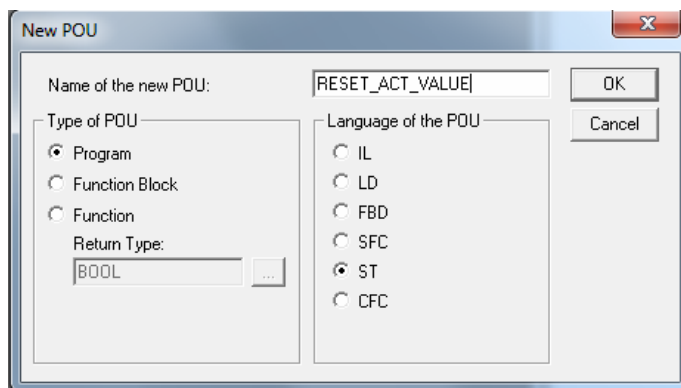 New POU
Name of the new POU:
RESET_ACT_VALUE
OK
Cancel
Type of POU
Program
Function Block
Function
Return Type:
BOOL
...
Language of the POU
IL
LD
FBD
SFC
ST
CFC